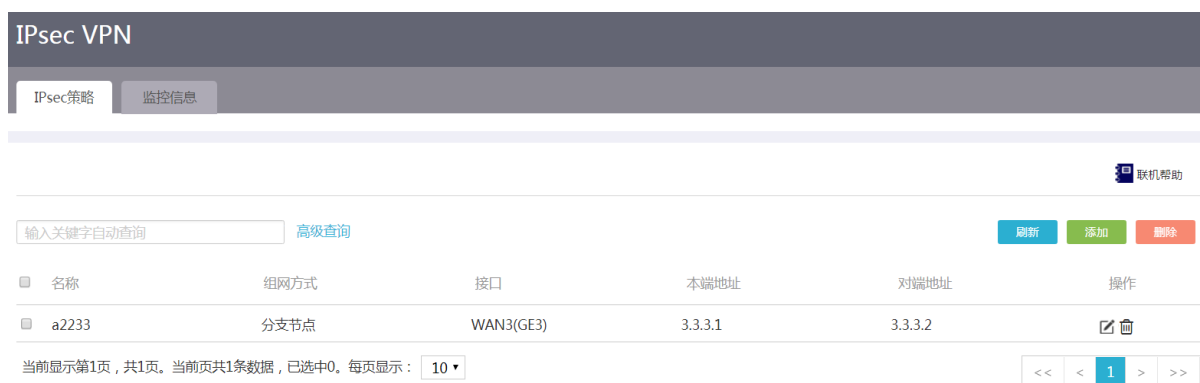 IPsec VPN
IPsec策略 监控信息
联机帮助
输入关键字自动查询 高级查询 刷新 添加 删除
名称 组网方式 接口 本端地址 对端地址 操作
a2233 分支节点 WAN3(GE3) 3.3.3.1 3.3.3.2
当前显示第1页，共1页。当前页共1条数据，已选中0。每页显示： 10 << < 1 > >>